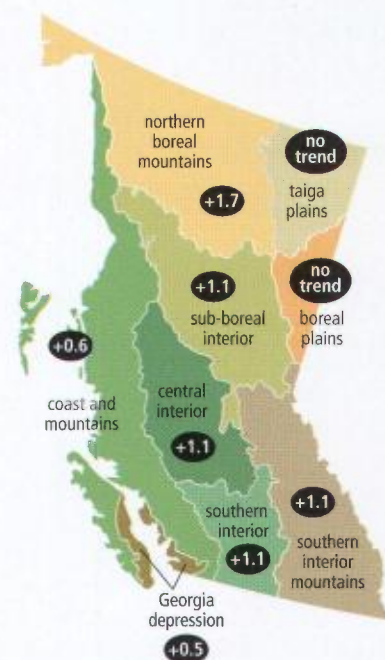 northern
boreal
mountains
+1.7
no
trend
taiga
plains
+1.1
sub-boreal
interior
no
trend
boreal
plains
+0.6
coast and
mountains
central
interior
+1.1
southern
interior
+1.1
+1.1
southern
interior
mountains
Georgia
depression
+0.5